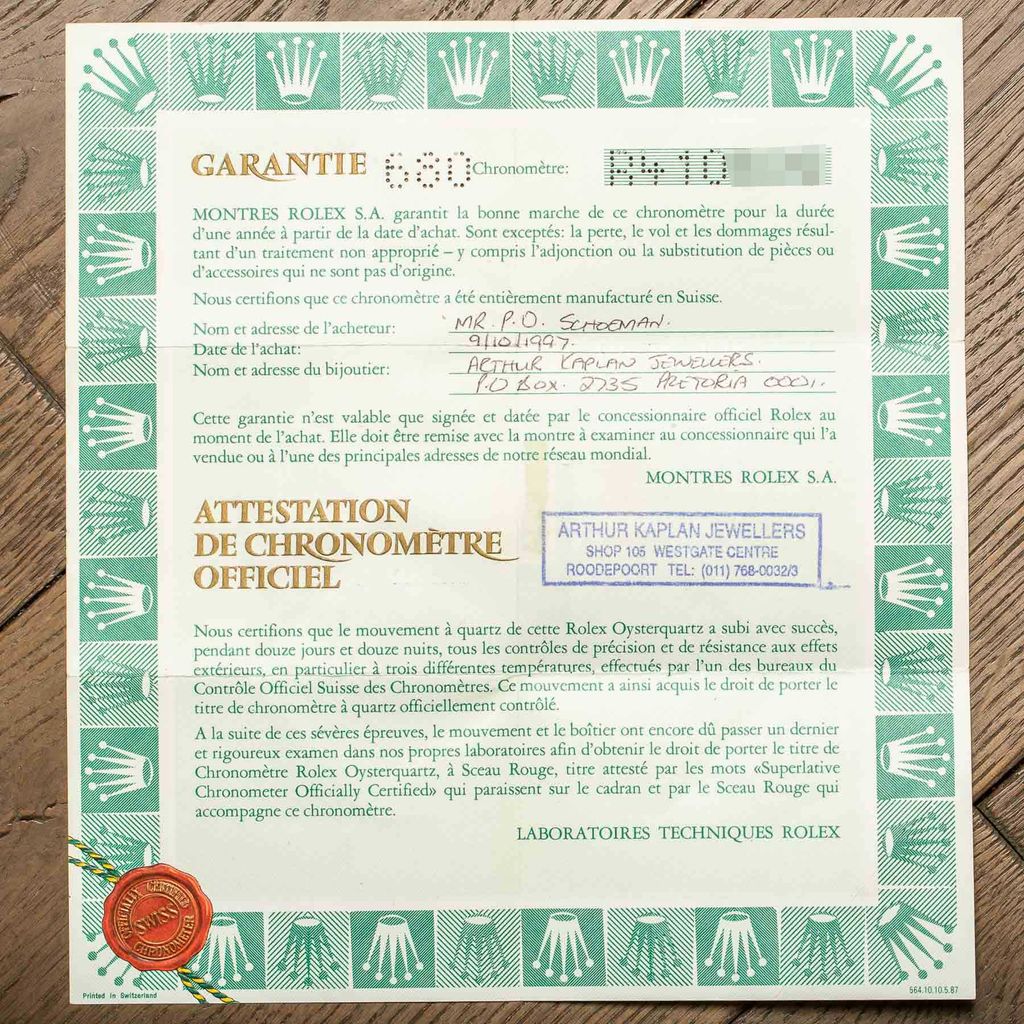 GARANTIE 680 Chronomètre: R410
MONTRES ROLEX S.A. garantit la bonne marche de ce chronomètre pour la durée
d'une année à partir de la date d'achat. Sont exceptés: la perte, le vol et les dommages résul-
tant d'un traitement non approprié – y compris l'adjonction ou la substitution de pièces ou
d'accessoires qui ne sont pas d'origine.
Nous certifions que ce chronomètre a été entièrement manufacturé en Suisse.
Nom et adresse de l'acheteur: MR. P.O. SCHOEMAN.
Date de l'achat: 9/10/1997.
Nom et adresse du bijoutier: ARTHUR KAPLAN JEWELLERS.
P.O BOX. 2735 PRETORIA 0001.
Cette garantie n'est valable que signée et datée par le concessionnaire officiel Rolex au
moment de l'achat. Elle doit être remise avec la montre à examiner au concessionnaire qui l'a
vendue ou à l'une des principales adresses de notre réseau mondial.
MONTRES ROLEX S.A.
ATTESTATION
DE CHRONOMÈTRE
OFFICIEL
ARTHUR KAPLAN JEWELLERS
SHOP 105 WESTGATE CENTRE
ROODEPOORT TEL: (011) 768-0032/3
Nous certifions que le mouvement à quartz de cette Rolex Oysterquartz a subi avec succès,
pendant douze jours et douze nuits, tous les contrôles de précision et de résistance aux effets
extérieurs, en particulier à trois différentes températures, effectués par l'un des bureaux du
Contrôle Officiel Suisse des Chronomètres. Ce mouvement a ainsi acquis le droit de porter le
titre de chronomètre à quartz officiellement contrôlé.
A la suite de ces sévères épreuves, le mouvement et le boîtier ont encore dû passer un dernier
et rigoureux examen dans nos propres laboratoires afin d'obtenir le droit de porter le titre de
Chronomètre Rolex Oysterquartz, à Sceau Rouge, titre attesté par les mots «Superlative
Chronometer Officially Certified» qui paraissent sur le cadran et par le Sceau Rouge qui
accompagne ce chronomètre.
LABORATOIRES TECHNIQUES ROLEX
OFFICIALLY CERTIFIED
SWISS
CHRONOMETER
Printed in Switzerland
564.10.10.5.87